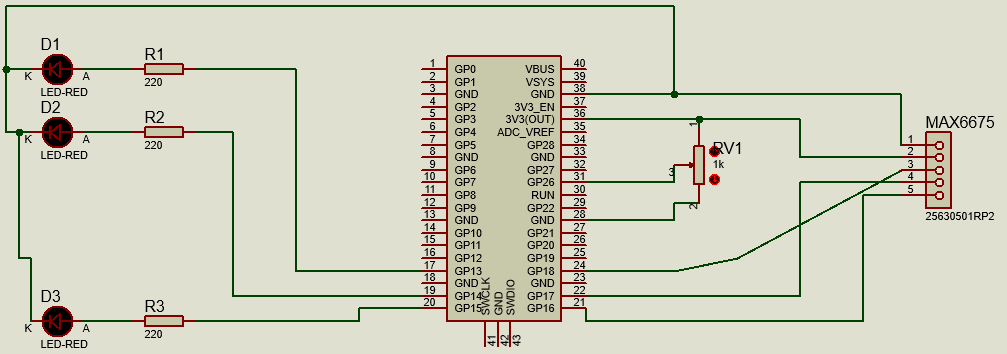 D1
K A
LED-RED
R1
220
D2
K A
LED-RED
R2
220
D3
K A
LED-RED
R3
220
1 GP0
2 GP1
3 GND
4 GP2
5 GP3
6 GP4
7 GP5
8 GND
9 GP6
10 GP7
11 GP8
12 GP9
13 GND
14 GP10
15 GP11
16 GP12
17 GP13
18 GND
19 GP14
20 GP15
VBUS 40
VSYS 39
GND 38
3V3_EN 37
3V3(OUT) 36
ADC_VREF 35
GP28 34
GND 33
GP27 32
GP26 31
RUN 30
GP22 29
GND 28
GP21 27
GP20 26
GP19 25
GP18 24
GND 23
GP17 22
GP16 21
SWCLK 41
GND 42
SWDIO 43
RV1
1k
1
3
2
MAX6675
1
2
3
4
5
25630501RP2